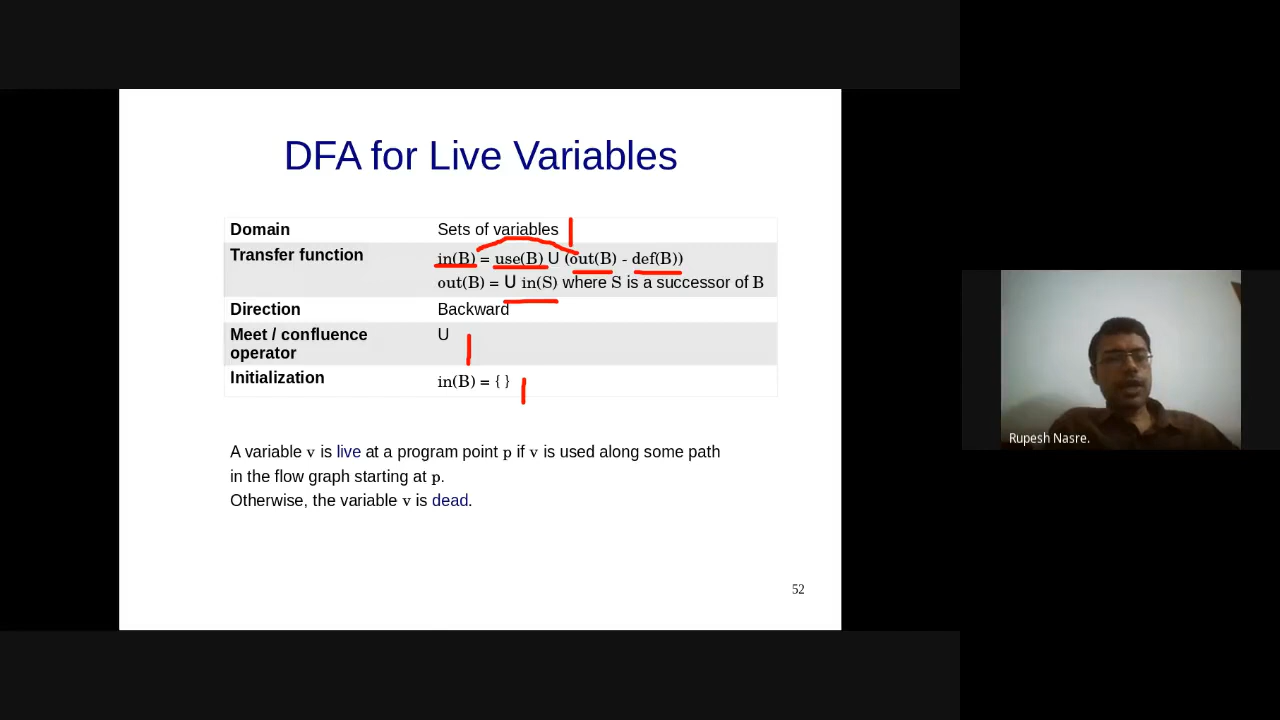 DFA for Live Variables
Domain Sets of variables
Transfer function in(B) = use(B) U (out(B) - def(B))
out(B) = U in(S) where S is a successor of B
Direction Backward
Meet / confluence operator U
Initialization in(B) = { }
A variable v is live at a program point p if v is used along some path
in the flow graph starting at p.
Otherwise, the variable v is dead.
52
Rupesh Nasre.